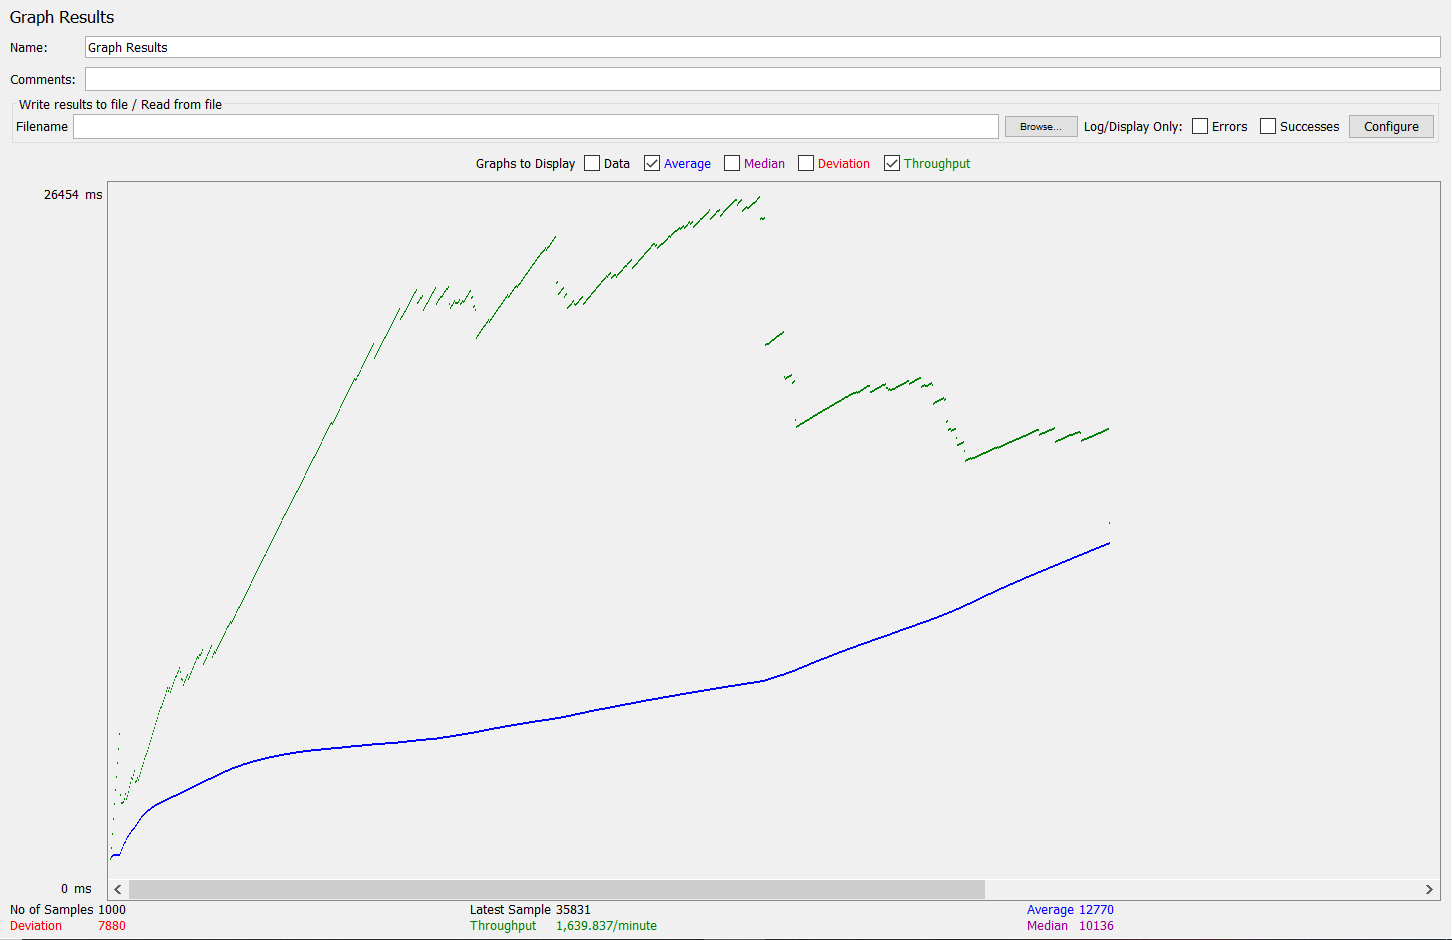 Graph Results
Name: Graph Results
Comments:
Write results to file / Read from file
Filename Browse... Log/Display Only: Errors Successes Configure
Graphs to Display Data Average Median Deviation Throughput
26454 ms
0 ms
No of Samples 1000 Latest Sample 35831 Average 12770
Deviation 7880 Throughput 1,639.837/minute Median 10136